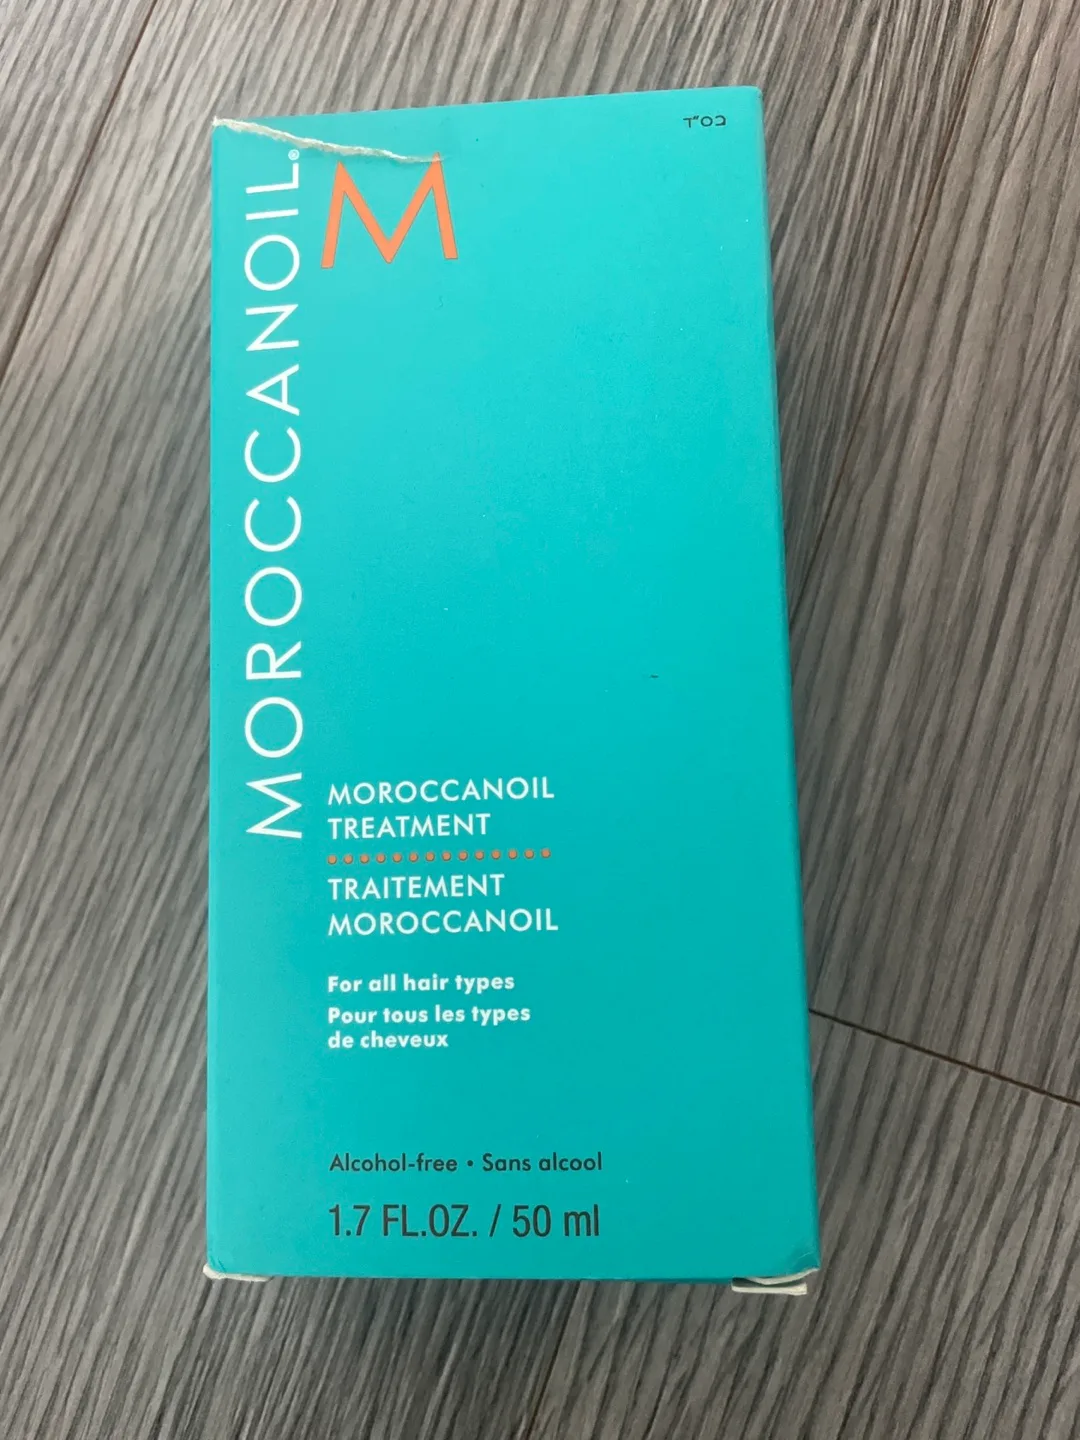 בס"ד
MOROCCANOIL®
M
MOROCCANOIL
TREATMENT
TRAITEMENT
MOROCCANOIL
For all hair types
Pour tous les types
de cheveux
Alcohol-free • Sans alcool
1.7 FL.OZ. / 50 ml